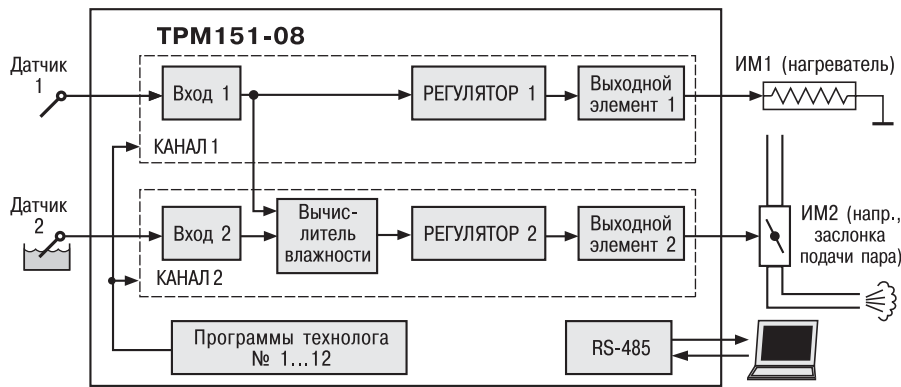 ТРМ151-08
Датчик
1
Вход 1
РЕГУЛЯТОР 1
Выходной
элемент 1
ИМ1 (нагреватель)
КАНАЛ 1
Датчик
2
Вход 2
Вычис-
литель
влажности
РЕГУЛЯТОР 2
Выходной
элемент 2
ИМ2 (напр.,
заслонка
подачи пара)
КАНАЛ 2
Программы технолога
№ 1...12
RS-485